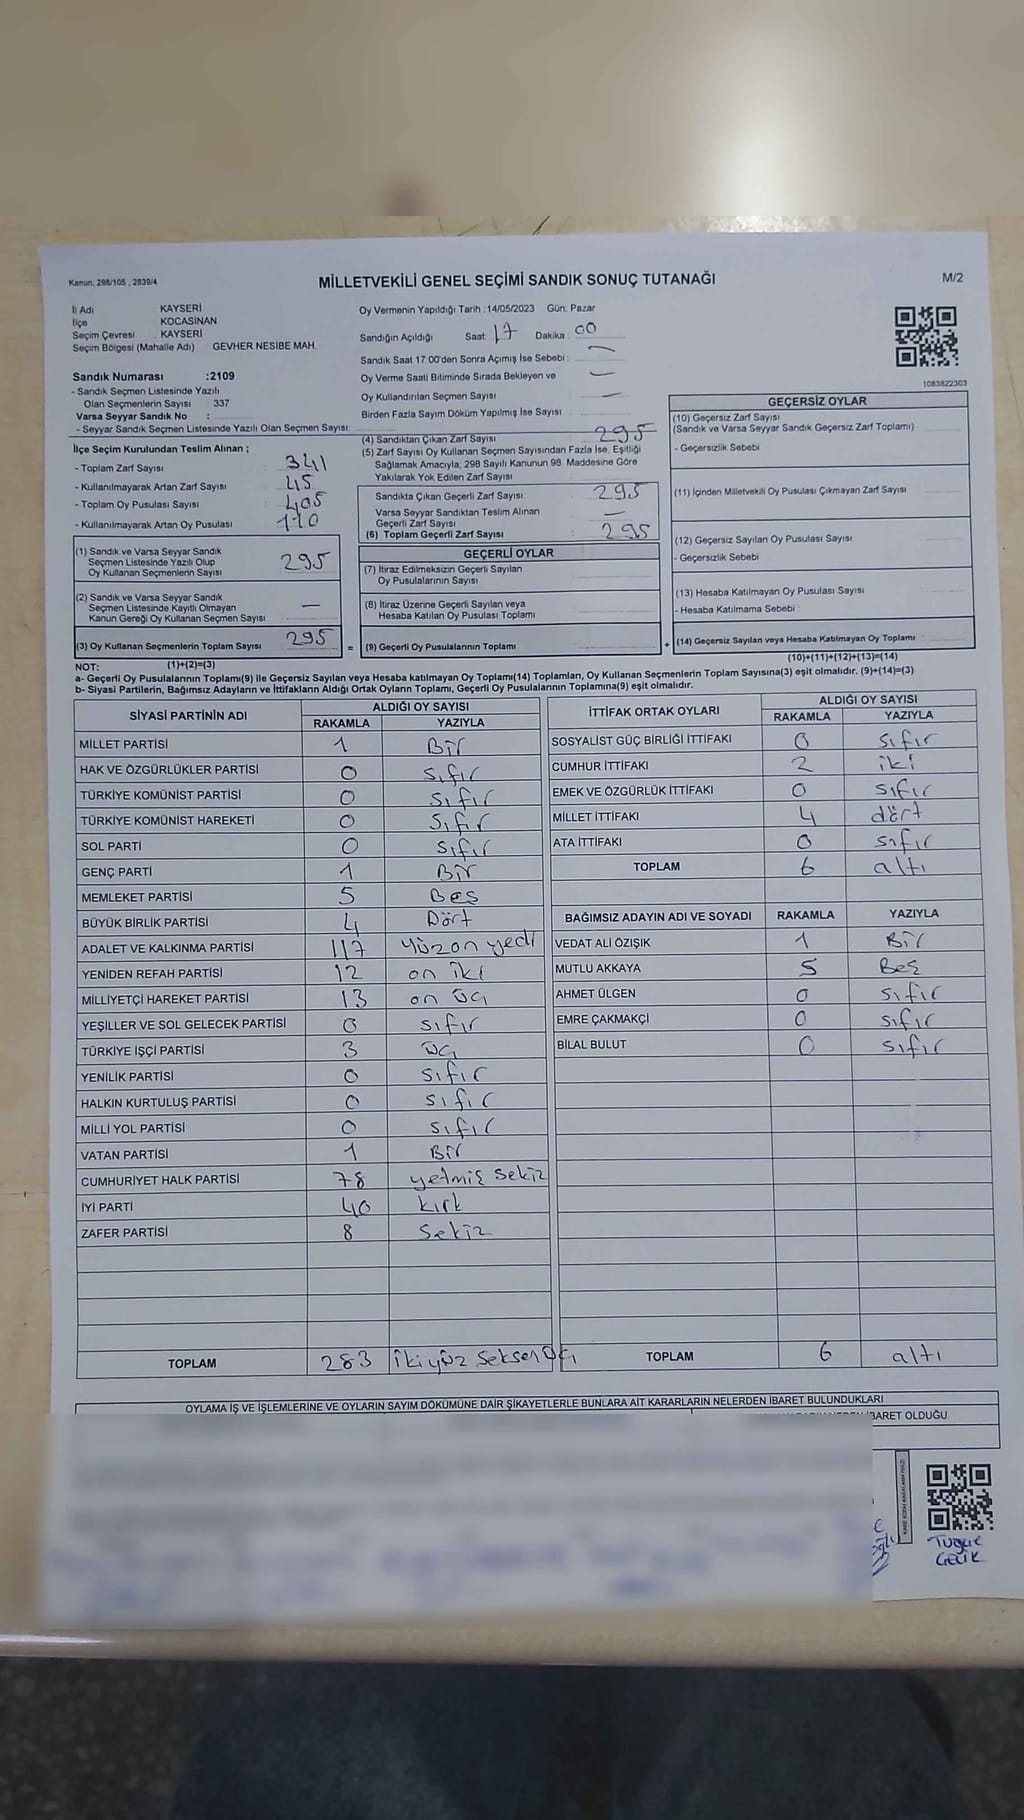 Kanun, 298/105 , 2839/4
MİLLETVEKİLİ GENEL SEÇİMİ SANDIK SONUÇ TUTANAĞI
M/2
İl Adı KAYSERİ
İlçe KOCASİNAN
Seçim Çevresi KAYSERİ
Seçim Bölgesi (Mahalle Adı) GEVHER NESİBE MAH.
Sandık Numarası :2109
- Sandık Seçmen Listesinde Yazılı
Olan Seçmenlerin Sayısı 337
Varsa Seyyar Sandık No :
- Seyyar Sandık Seçmen Listesinde Yazılı Olan Seçmen Sayısı:
Oy Vermenin Yapıldığı Tarih :14/05/2023 Gün: Pazar
Sandığın Açıldığı Saat 17 Dakika 00
Sandık Saat 17:00'den Sonra Açımış İse Sebebi : —
Oy Verme Saati Bitiminde Sırada Bekleyen ve —
Oy Kullandırılan Seçmen Sayısı —
Birden Fazla Sayım Döküm Yapılmış İse Sayısı :
1083822303
İlçe Seçim Kurulundan Teslim Alınan ;
- Toplam Zarf Sayısı 341
- Kullanılmayarak Artan Zarf Sayısı 45
- Toplam Oy Pusulası Sayısı 405
- Kullanılmayarak Artan Oy Pusulası 110
(1) Sandık ve Varsa Seyyar Sandık
Seçmen Listesinde Yazılı Olup
Oy Kullanan Seçmenlerin Sayısı 295
(2) Sandık ve Varsa Seyyar Sandık
Seçmen Listesinde Kayıtlı Olmayan
Kanun Gereği Oy Kullanan Seçmen Sayısı —
(3) Oy Kullanan Seçmenlerin Toplam Sayısı 295
(4) Sandıktan Çıkan Zarf Sayısı 295
(5) Zarf Sayısı Oy Kullanan Seçmen Sayısından Fazla İse, Eşitliği
Sağlamak Amacıyla; 298 Sayılı Kanunun 98. Maddesine Göre
Yakılarak Yok Edilen Zarf Sayısı :
Sandıkta Çıkan Geçerli Zarf Sayısı 295
Varsa Seyyar Sandıktan Teslim Alınan
Geçerli Zarf Sayısı —
(6) Toplam Geçerli Zarf Sayısı : 295
GEÇERLİ OYLAR
(7) İtiraz Edilmeksizin Geçerli Sayılan
Oy Pusulalarının Sayısı
(8) İtiraz Üzerine Geçerli Sayılan veya
Hesaba Katılan Oy Pusulası Toplamı
= (9) Geçerli Oy Pusulalarının Toplamı
GEÇERSİZ OYLAR
(10) Geçersiz Zarf Sayısı
(Sandık ve Varsa Seyyar Sandık Geçersiz Zarf Toplamı)
- Geçersizlik Sebebi
(11) İçinden Milletvekili Oy Pusulası Çıkmayan Zarf Sayısı
(12) Geçersiz Sayılan Oy Pusulası Sayısı
- Geçersizlik Sebebi
(13) Hesaba Katılmayan Oy Pusulası Sayısı
- Hesaba Katılmama Sebebi :
+ (14) Geçersiz Sayılan veya Hesaba Katılmayan Oy Toplamı
NOT: (1)+(2)=(3)
(10)+(11)+(12)+(13)=(14)
a- Geçerli Oy Pusulalarının Toplamı(9) ile Geçersiz Sayılan veya Hesaba katılmayan Oy Toplamı(14) Toplamları, Oy Kullanan Seçmenlerin Toplam Sayısına(3) eşit olmalıdır. (9)+(14)=(3)
b- Siyasi Partilerin, Bağımsız Adayların ve İttifakların Aldığı Ortak Oyların Toplamı, Geçerli Oy Pusulalarının Toplamına(9) eşit olmalıdır.
SİYASİ PARTİNİN ADI ALDIĞI OY SAYISI
RAKAMLA YAZIYLA
MİLLET PARTİSİ 1 Bir
HAK VE ÖZGÜRLÜKLER PARTİSİ 0 sıfır
TÜRKİYE KOMÜNİST PARTİSİ 0 sıfır
TÜRKİYE KOMÜNİST HAREKETİ 0 sıfır
SOL PARTİ 0 sıfır
GENÇ PARTİ 1 Bir
MEMLEKET PARTİSİ 5 Beş
BÜYÜK BİRLİK PARTİSİ 4 Dört
ADALET VE KALKINMA PARTİSİ 117 yüzon yedi
YENİDEN REFAH PARTİSİ 12 on iki
MİLLİYETÇİ HAREKET PARTİSİ 13 on üç
YEŞİLLER VE SOL GELECEK PARTİSİ 0 sıfır
TÜRKİYE İŞÇİ PARTİSİ 3 üç
YENİLİK PARTİSİ 0 sıfır
HALKIN KURTULUŞ PARTİSİ 0 sıfır
MİLLİ YOL PARTİSİ 0 sıfır
VATAN PARTİSİ 1 Bir
CUMHURİYET HALK PARTİSİ 78 yetmiş sekiz
İYİ PARTİ 40 kırk
ZAFER PARTİSİ 8 Sekiz
TOPLAM 283 ikiyüz seksen üç
İTTİFAK ORTAK OYLARI ALDIĞI OY SAYISI
RAKAMLA YAZIYLA
SOSYALİST GÜÇ BİRLİĞİ İTTİFAKI 0 sıfır
CUMHUR İTTİFAKI 2 iki
EMEK VE ÖZGÜRLÜK İTTİFAKI 0 sıfır
MİLLET İTTİFAKI 4 dört
ATA İTTİFAKI 0 sıfır
TOPLAM 6 altı
BAĞIMSIZ ADAYIN ADI VE SOYADI RAKAMLA YAZIYLA
VEDAT ALİ ÖZIŞIK 1 Bir
MUTLU AKKAYA 5 Beş
AHMET ÜLGEN 0 sıfır
EMRE ÇAKMAKÇİ 0 sıfır
BİLAL BULUT 0 sıfır
TOPLAM 6 altı
OYLAMA İŞ VE İŞLEMLERİNE VE OYLARIN SAYIM DÖKÜMÜNE DAİR ŞİKAYETLERLE BUNLARA AİT KARARLARIN NELERDEN İBARET BULUNDUKLARI
İBARET OLDUĞU
Tuğçe
ÇELİK